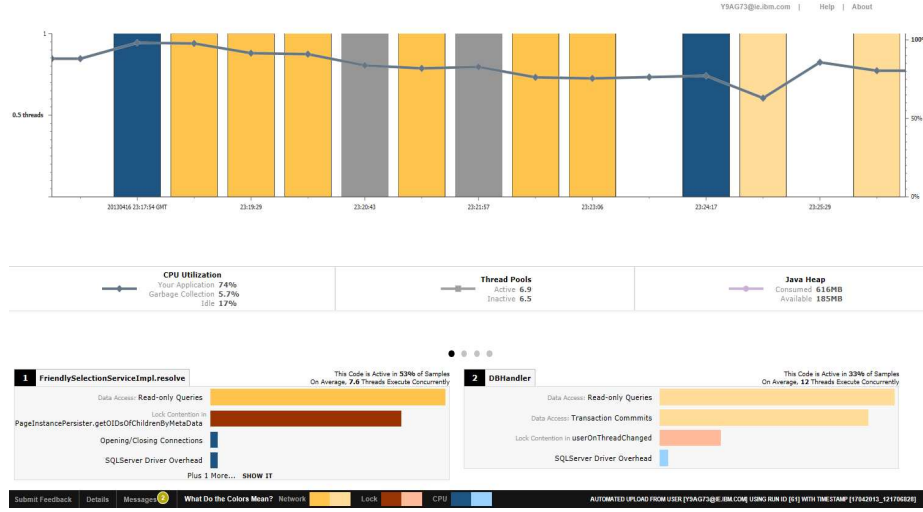 Y9AG73@ie.ibm.com | Help | About
1
100%
0.5 threads
50%
0%
20130416 23:17:54 GMT 23:19:29 23:20:43 23:21:57 23:23:06 23:24:17 23:25:29
CPU Utilization
Your Application 74%
Garbage Collection 5.7%
Idle 17%
Thread Pools
Active 6.9
Inactive 6.5
Java Heap
Consumed 616MB
Available 185MB
1 FriendlySelectionServiceImpl.resolve
This Code is Active in 53% of Samples
On Average, 7.6 Threads Execute Concurrently
Data Access: Read-only Queries
Lock Contention in
PageInstancePersister.getOIDsOfChildrenByMetaData
Opening/Closing Connections
SQLServer Driver Overhead
Plus 1 More... SHOW IT
2 DBHandler
This Code is Active in 33% of Samples
On Average, 12 Threads Execute Concurrently
Data Access: Read-only Queries
Data Access: Transaction Commmits
Lock Contention in userOnThreadChanged
SQLServer Driver Overhead
Submit Feedback Details Messages 2 What Do the Colors Mean? Network Lock CPU AUTOMATED UPLOAD FROM USER [Y9AG73@IE.IBM.COM] USING RUN ID [61] WITH TIMESTAMP [17042013_121706828]